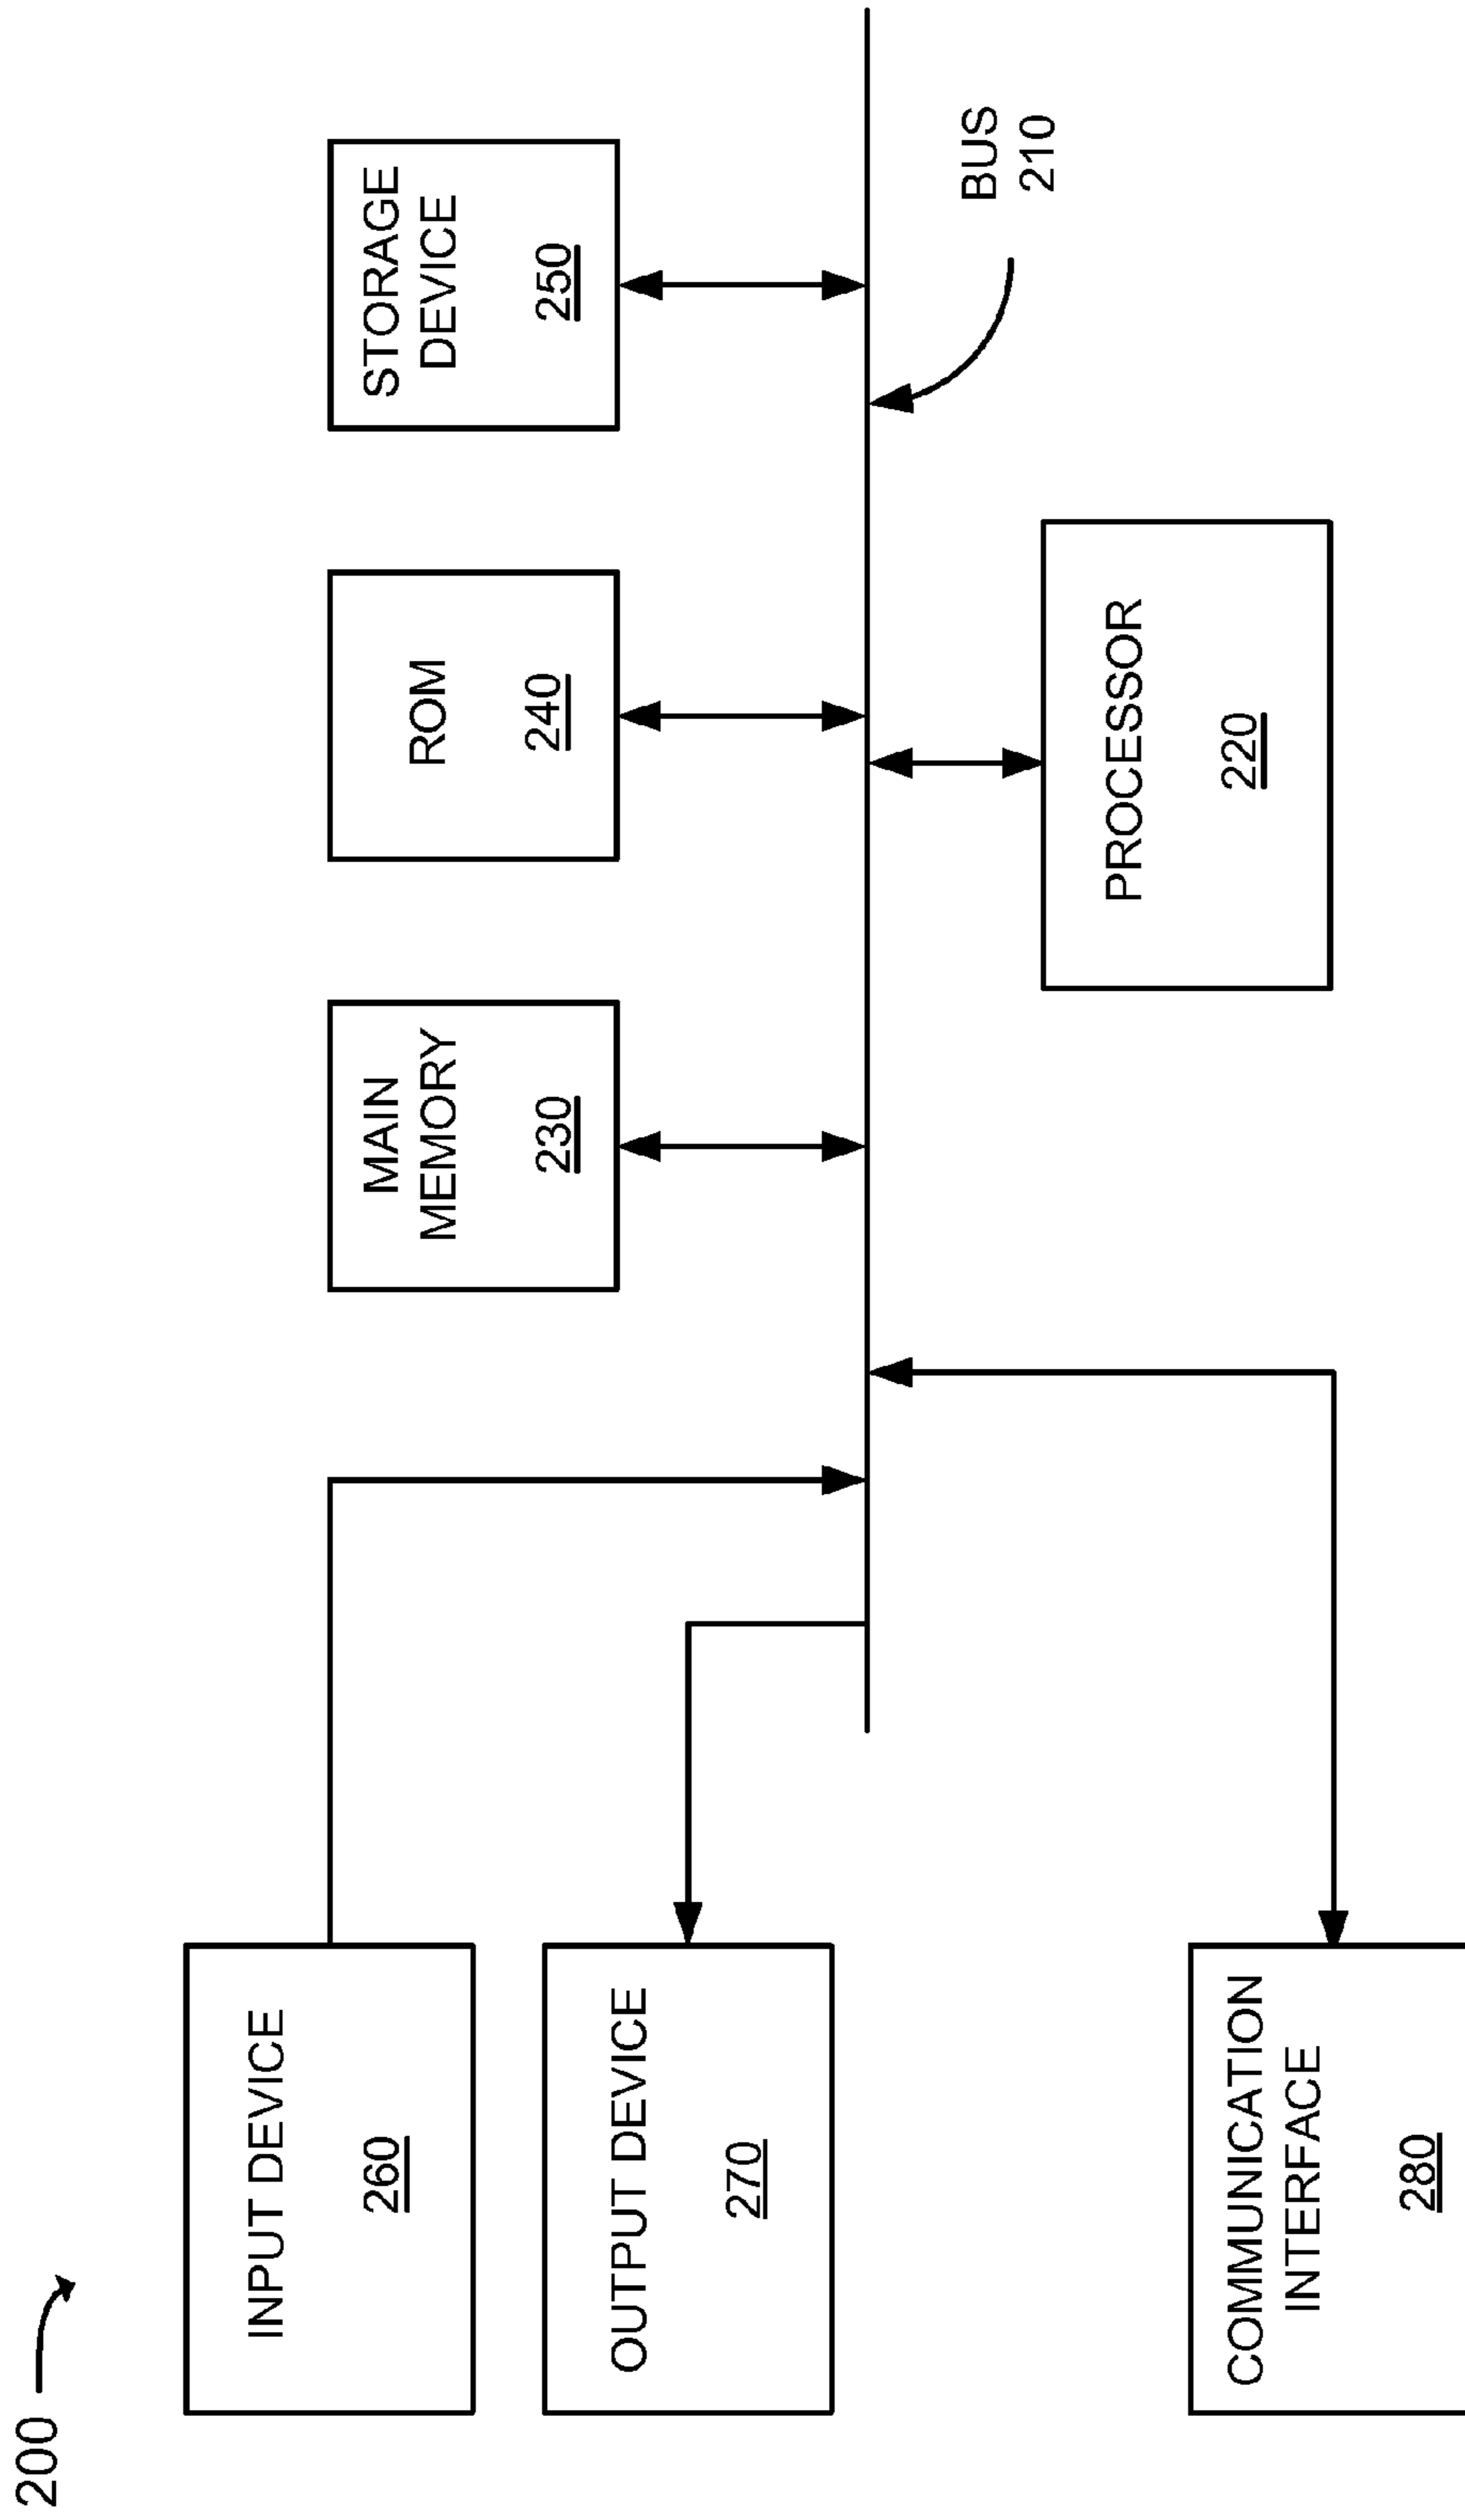 200
INPUT DEVICE
260
OUTPUT DEVICE
270
COMMUNICATION
INTERFACE
280
MAIN
MEMORY
230
ROM
240
STORAGE
DEVICE
250
PROCESSOR
220
BUS
210